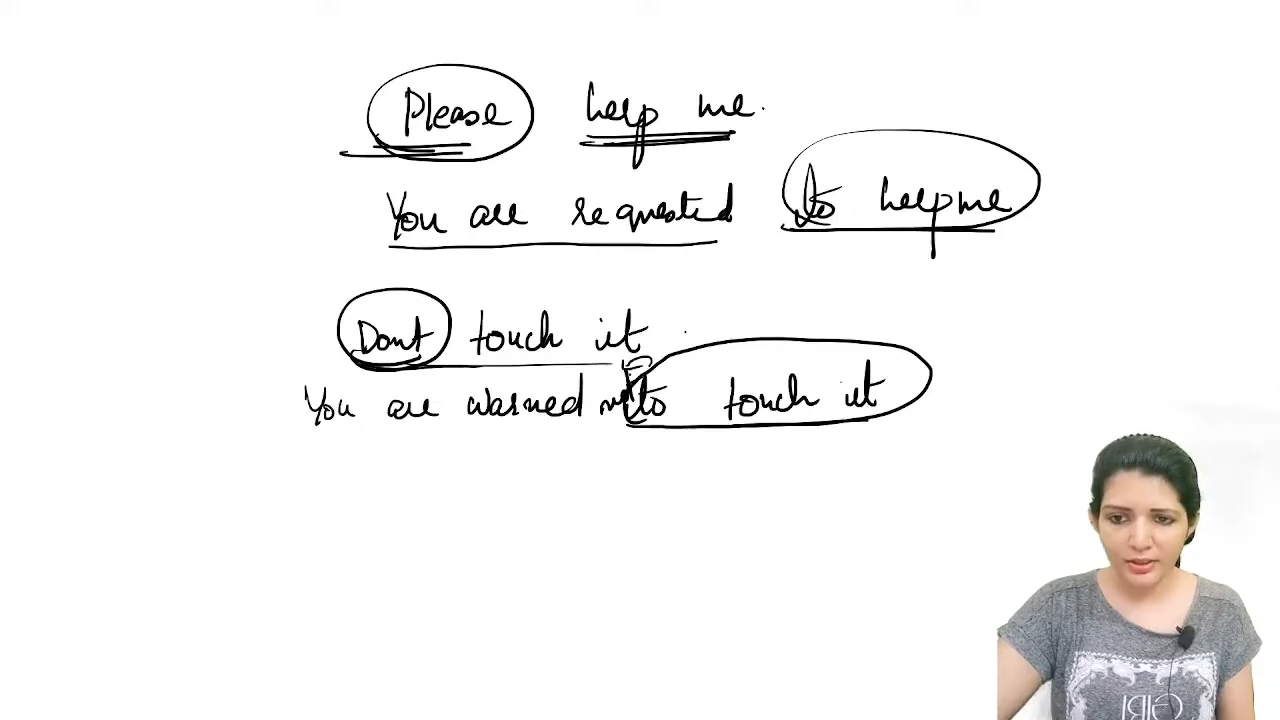 Please help me.
You are requested to help me
Dont touch it
You are warned not to touch it